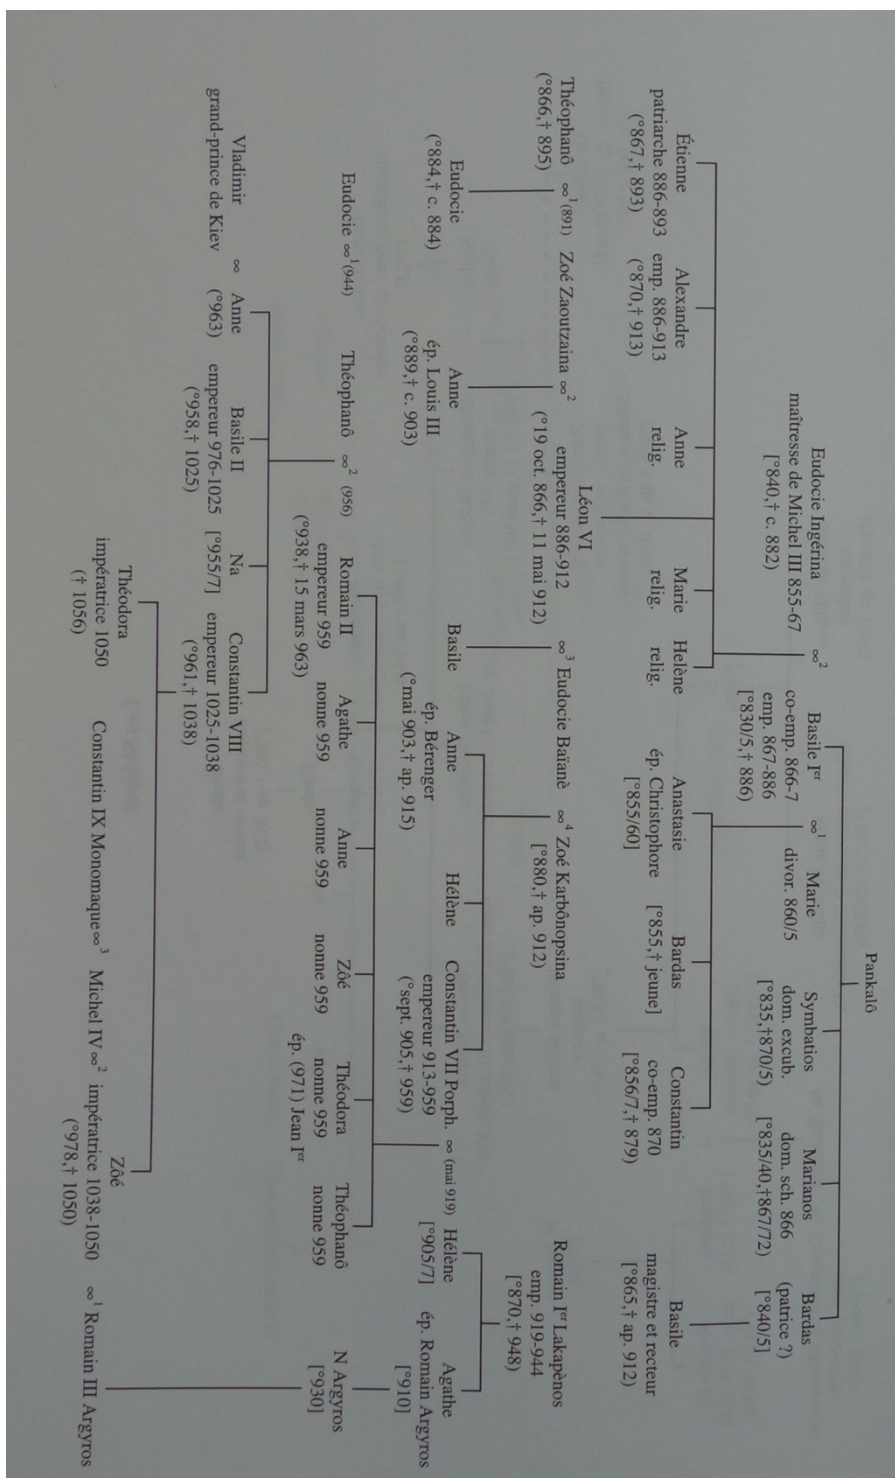 Pankalô
Eudocie Ingérina
maîtresse de Michel III 855-67
[°840,† c. 882)
∞²
Basile Iᵉʳ
co-emp. 866-7
emp. 867-886
[°830/5,† 886)
∞¹
Marie
divor. 860/5
Symbatios
dom. excub.
[°835,†870/5)
Marianos
dom. sch. 866
[°835/40,†867/72)
Bardas
(patrice ?)
[°840/5]
Étienne
patriarche 886-893
(°867,† 893)
Alexandre
emp. 886-913
(°870,† 913)
Anne
relig.
Marie
relig.
Helène
relig.
Anastasie
ép. Christophore
[°855/60]
Bardas
[°855,† jeune]
Constantin
co-emp. 870
[°856/7,† 879)
Basile
magistre et recteur
[°865,† ap. 912)
Théophanô
(°866,† 895)
∞¹(891)
Zoé Zaoutzaina
∞²
Léon VI
empereur 886-912
(°19 oct. 866,† 11 mai 912)
∞³ Eudocie Baïanè
∞⁴ Zoé Karbônopsina
[°880,† ap. 912)
Romain Iᵉʳ Lakapènos
emp. 919-944
[°870,† 948)
Eudocie
(°884,† c. 884)
Anne
ép. Louis III
(°889,† c. 903)
Basile
Anne
ép. Bérenger
(°mai 903,† ap. 915)
Hélène
Constantin VII Porph.
empereur 913-959
(°sept. 905,† 959)
∞ (mai 919)
Hélène
[°905/7]
Agathe
ép. Romain Argyros
[°910]
Eudocie ∞¹(944)
Théophanô
∞² (956)
Romain II
empereur 959
(°938,† 15 mars 963)
Agathe
nonne 959
Anne
nonne 959
Zôé
nonne 959
Théodora
nonne 959
ép. (971) Jean Iᵉʳ
Théophanô
nonne 959
N Argyros
[°930]
Vladimir
grand-prince de Kiev
∞
Anne
(°963)
Basile II
empereur 976-1025
(°958,† 1025)
Na
[°955/7]
Constantin VIII
empereur 1025-1038
(°961,† 1038)
Théodora
impératrice 1050
(† 1056)
Constantin IX Monomaque ∞³
Michel IV ∞²
Zôé
impératrice 1038-1050
(°978,† 1050)
∞¹ Romain III Argyros